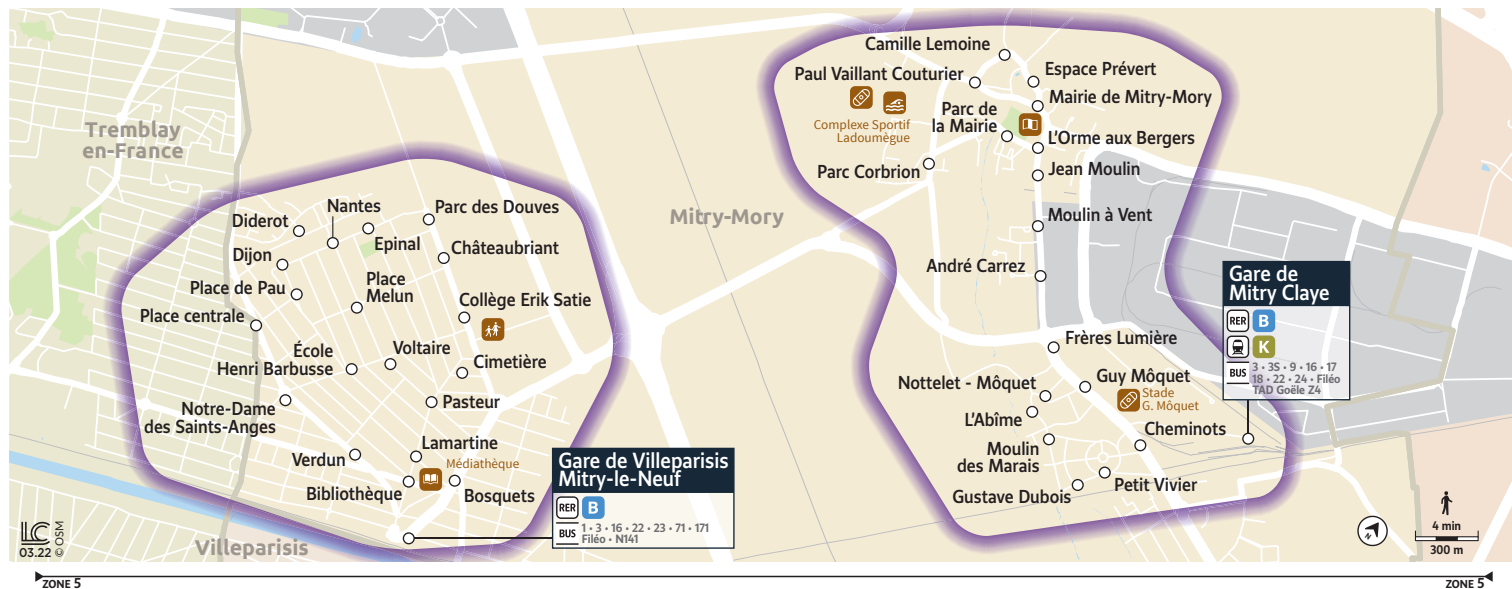 Tremblay
en-France
Mitry-Mory
Villeparisis
Diderot
Nantes
Epinal
Parc des Douves
Châteaubriant
Dijon
Place de Pau
Place
Melun
Collège Erik Satie
Place centrale
École
Henri Barbusse
Voltaire
Cimetière
Notre-Dame
des Saints-Anges
Pasteur
Lamartine
Verdun
Médiathèque
Bibliothèque
Bosquets
Gare de Villeparisis
Mitry-le-Neuf
RER B
BUS 1 • 3 • 16 • 22 • 23 • 71 • 171
Filéo • N141
Camille Lemoine
Paul Vaillant Couturier
Espace Prévert
Mairie de Mitry-Mory
Complexe Sportif
Ladoumègue
Parc de
la Mairie
L'Orme aux Bergers
Parc Corbrion
Jean Moulin
Moulin à Vent
André Carrez
Frères Lumière
Nottelet - Môquet
Guy Môquet
Stade
G. Môquet
L'Abîme
Cheminots
Moulin
des Marais
Gustave Dubois
Petit Vivier
Gare de
Mitry Claye
RER B
K
BUS 3 • 3S • 9 • 16 • 17
18 • 22 • 24 • Filéo
TAD Goële Z4
N
4 min
300 m
LC
03.22 © OSM
ZONE 5
ZONE 5